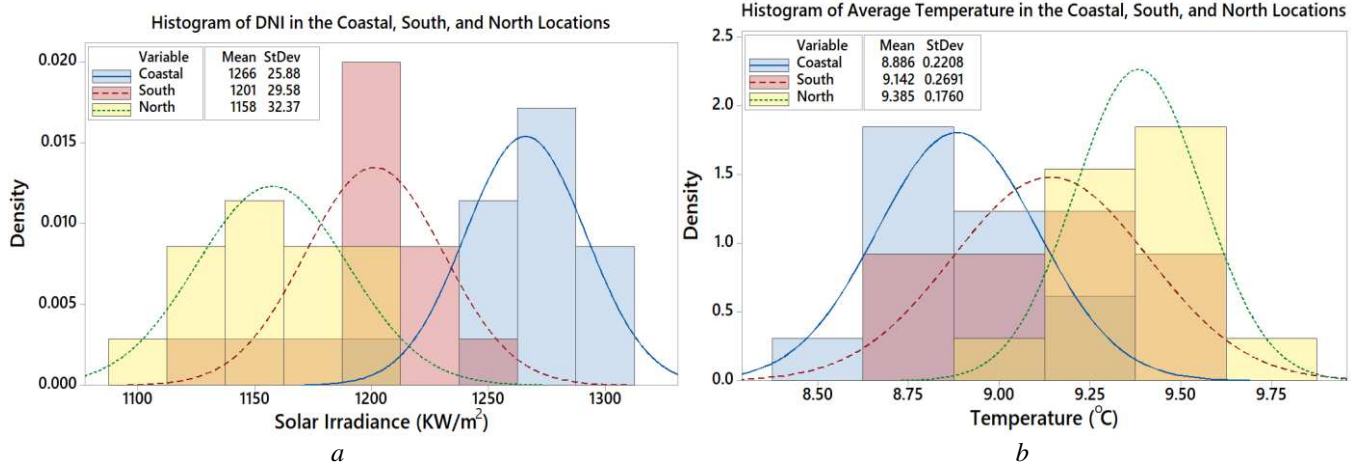 Histogram of DNI in the Coastal, South, and North Locations
Variable Mean StDev
Coastal 1266 25.88
South 1201 29.58
North 1158 32.37
Density
0.020
0.015
0.010
0.005
0.000
1100 1150 1200 1250 1300
Solar Irradiance (KW/m²)
a
Histogram of Average Temperature in the Coastal, South, and North Locations
Variable Mean StDev
Coastal 8.886 0.2208
South 9.142 0.2691
North 9.385 0.1760
Density
2.5
2.0
1.5
1.0
0.5
0.0
8.50 8.75 9.00 9.25 9.50 9.75
Temperature (°C)
b